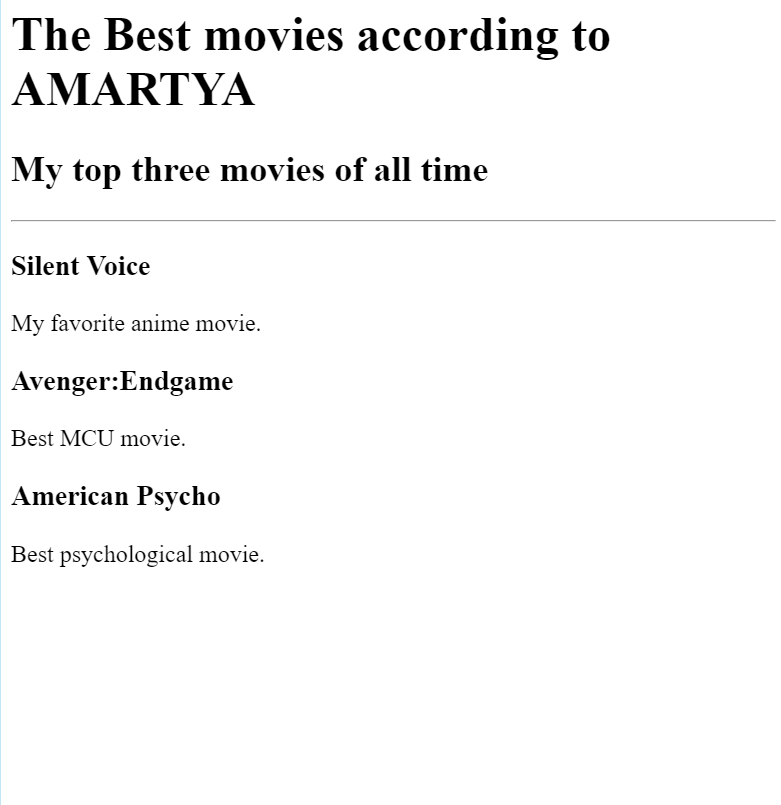 The Best movies according to
AMARTYA
My top three movies of all time
Silent Voice
My favorite anime movie.
Avenger:Endgame
Best MCU movie.
American Psycho
Best psychological movie.